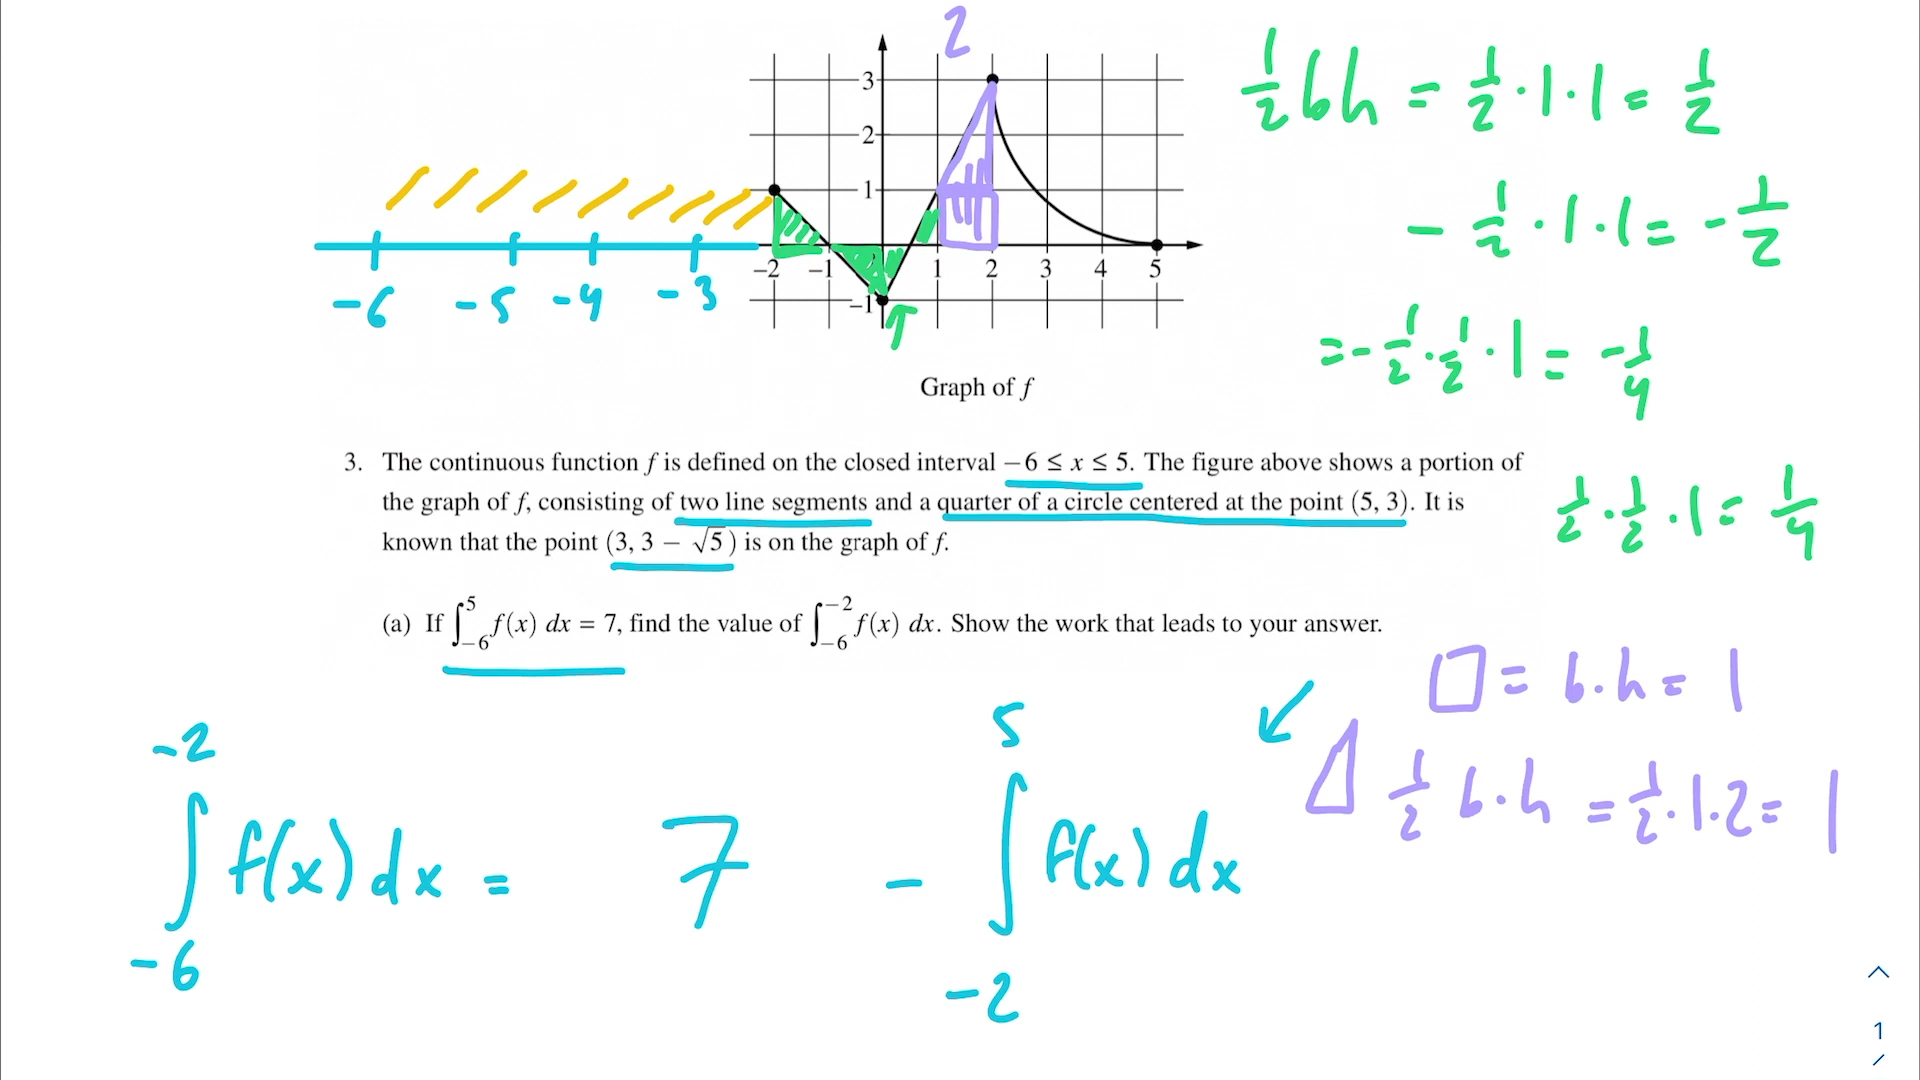 2
3
2
1
-2 -1 1 2 3 4 5
-1
-6 -5 -4 -3
Graph of f
1/2 bh = 1/2 · 1 · 1 = 1/2
- 1/2 · 1 · 1 = - 1/2
= - 1/2 · 1/2 · 1 = - 1/4
1/2 · 1/2 · 1 = 1/4
3. The continuous function f is defined on the closed interval −6 ≤ x ≤ 5. The figure above shows a portion of
the graph of f, consisting of two line segments and a quarter of a circle centered at the point (5, 3). It is
known that the point (3, 3 − √5) is on the graph of f.
(a) If ∫_{−6}^{5} f(x) dx = 7, find the value of ∫_{−6}^{−2} f(x) dx. Show the work that leads to your answer.
□ = b · h = 1
△ 1/2 b · h = 1/2 · 1 · 2 = 1
∫_{-6}^{-2} f(x) dx = 7 - ∫_{-2}^{5} f(x) dx
1
/